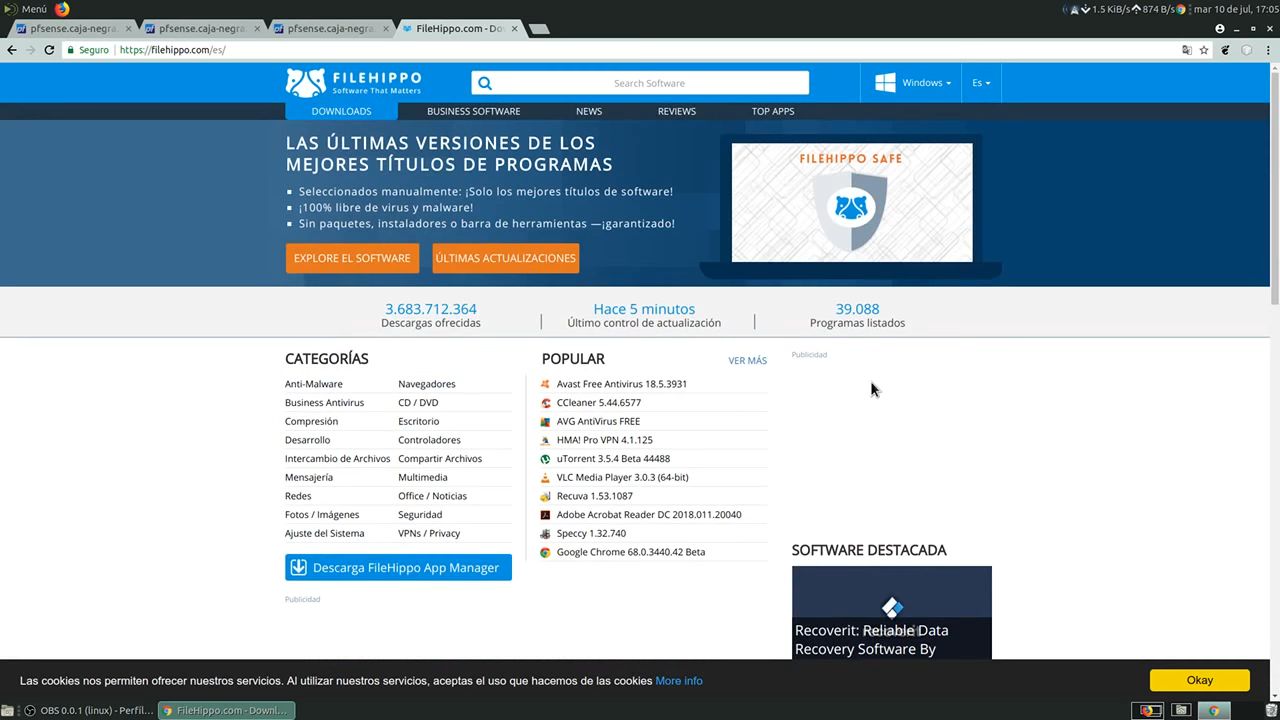 Menú
1.5 KiB/s 874 B/s mar 10 de jul, 17:05
pfsense.caja-negra.
pfsense.caja-negra.
pfsense.caja-negra.
FileHippo.com - Do
Seguro https://filehippo.com/es/
FILEHIPPO
Software That Matters
Search Software
Windows
Es
DOWNLOADS BUSINESS SOFTWARE NEWS REVIEWS TOP APPS
LAS ÚLTIMAS VERSIONES DE LOS
MEJORES TÍTULOS DE PROGRAMAS
Seleccionados manualmente: ¡Solo los mejores títulos de software!
¡100% libre de virus y malware!
Sin paquetes, instaladores o barra de herramientas —¡garantizado!
EXPLORE EL SOFTWARE
ÚLTIMAS ACTUALIZACIONES
FILEHIPPO SAFE
3.683.712.364
Descargas ofrecidas
Hace 5 minutos
Último control de actualización
39.088
Programas listados
CATEGORÍAS
Anti-Malware Navegadores
Business Antivirus CD / DVD
Compresión Escritorio
Desarrollo Controladores
Intercambio de Archivos Compartir Archivos
Mensajería Multimedia
Redes Office / Noticias
Fotos / Imágenes Seguridad
Ajuste del Sistema VPNs / Privacy
Descarga FileHippo App Manager
Publicidad
POPULAR VER MÁS
Avast Free Antivirus 18.5.3931
CCleaner 5.44.6577
AVG AntiVirus FREE
HMA! Pro VPN 4.1.125
uTorrent 3.5.4 Beta 44488
VLC Media Player 3.0.3 (64-bit)
Recuva 1.53.1087
Adobe Acrobat Reader DC 2018.011.20040
Speccy 1.32.740
Google Chrome 68.0.3440.42 Beta
Publicidad
SOFTWARE DESTACADA
Recoverit: Reliable Data
Recovery Software By
Las cookies nos permiten ofrecer nuestros servicios. Al utilizar nuestros servicios, aceptas el uso que hacemos de las cookies More info
Okay
OBS 0.0.1 (linux) - Perfil...
FileHippo.com - Downl...